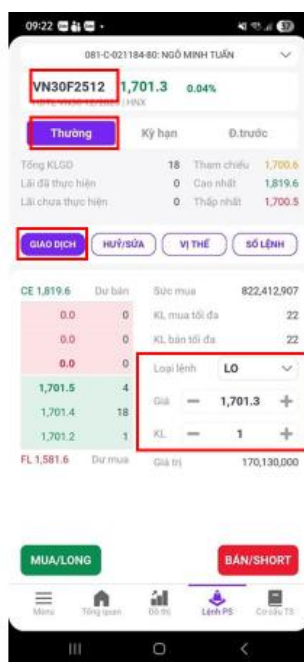 09:22
081-C-021184-80: NGÔ MINH TUẤN
VN30F2512 1,701.3 0.04%
HNX
Thường Kỳ hạn Đ.trước
Tổng KLGD 18 Tham chiếu 1,700.6
Lãi đã thực hiện 0 Cao nhất 1,819.6
Lãi chưa thực hiện 0 Thấp nhất 1,700.5
GIAO DỊCH HUỶ/SỬA VỊ THẾ SỔ LỆNH
CE 1,819.6 Dư bán Sức mua 822,412,907
0.0 0 KL mua tối đa 22
0.0 0 KL bán tối đa 22
0.0 0 Loại lệnh LO
1,701.5 4 Giá — 1,701.3 +
1,701.4 18
1,701.2 1 KL — 1 +
FL 1,581.6 Dư mua Giá trị 170,130,000
MUA/LONG BÁN/SHORT
Menu Tổng quan Đồ thị Lệnh PS Cơ sấu TS